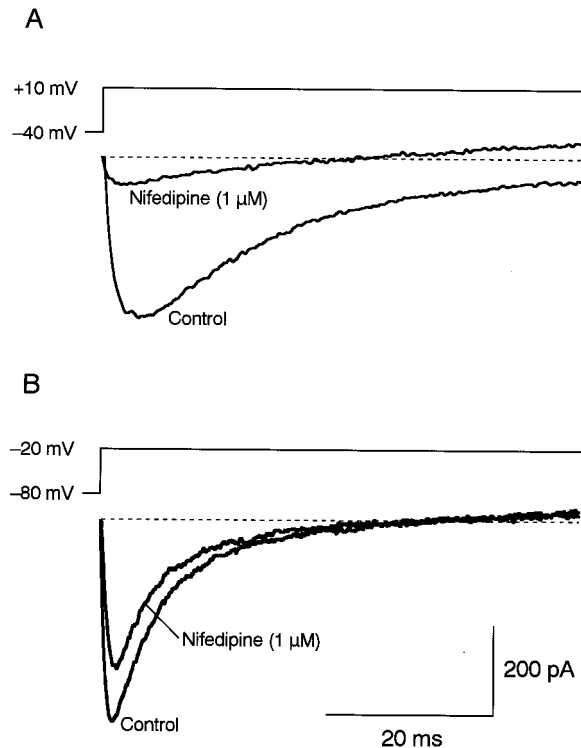 A
+10 mV
−40 mV
Nifedipine (1 µM)
Control
B
−20 mV
−80 mV
Nifedipine (1 µM)
Control
200 pA
20 ms